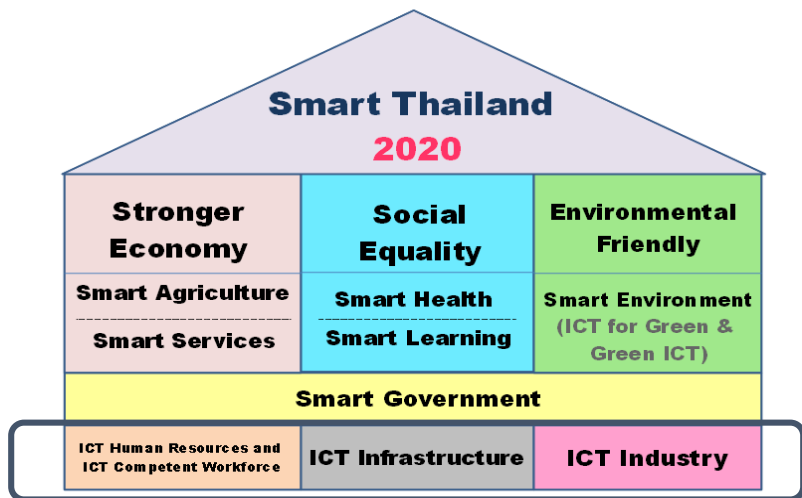 Smart Thailand
2020
Stronger
Economy
Social
Equality
Environmental
Friendly
Smart Agriculture
Smart Services
Smart Health
Smart Learning
Smart Environment
(ICT for Green &
Green ICT)
Smart Government
ICT Human Resources and
ICT Competent Workforce
ICT Infrastructure
ICT Industry